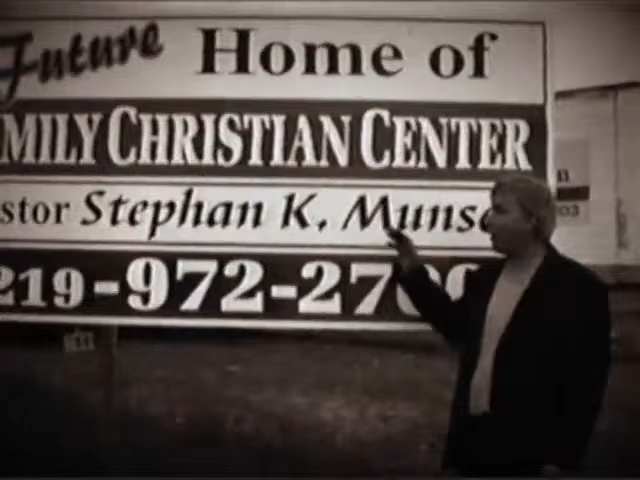 Future Home of
MILY CHRISTIAN CENTER
stor Stephan K. Muns
219-972-27